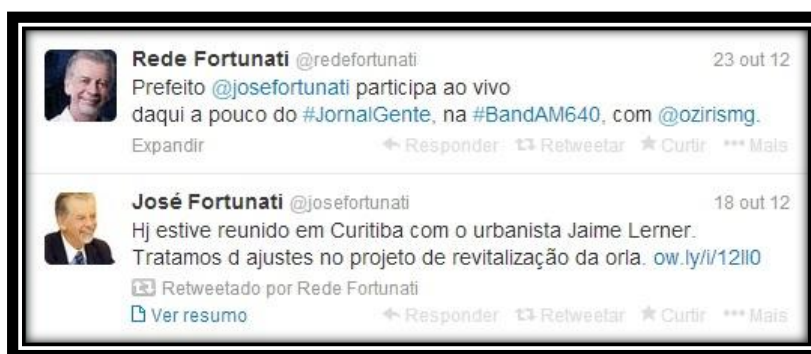 Rede Fortunati @redefortunati 23 out 12
Prefeito @josefortunati participa ao vivo
daqui a pouco do #JornalGente, na #BandAM640, com @ozirismg.
Expandir Responder Retweetar Curtir Mais
José Fortunati @josefortunati 18 out 12
Hj estive reunido em Curitiba com o urbanista Jaime Lerner.
Tratamos d ajustes no projeto de revitalização da orla. ow.ly/i/12ll0
Retweetado por Rede Fortunati
Ver resumo Responder Retweetar Curtir Mais